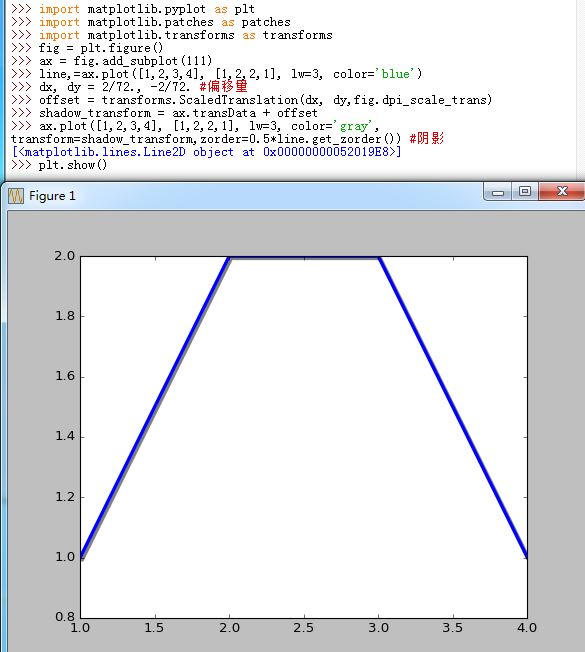 >>> import matplotlib.pyplot as plt
>>> import matplotlib.patches as patches
>>> import matplotlib.transforms as transforms
>>> fig = plt.figure()
>>> ax = fig.add_subplot(111)
>>> line,=ax.plot([1,2,3,4], [1,2,2,1], lw=3, color='blue')
>>> dx, dy = 2/72., -2/72. #偏移量
>>> offset = transforms.ScaledTranslation(dx, dy,fig.dpi_scale_trans)
>>> shadow_transform = ax.transData + offset
>>> ax.plot([1,2,3,4], [1,2,2,1], lw=3, color='gray',
transform=shadow_transform,zorder=0.5*line.get_zorder()) #阴影
[<matplotlib.lines.Line2D object at 0x00000000052019E8>]
>>> plt.show()
Figure 1
2.0
1.8
1.6
1.4
1.2
1.0
0.8
1.0 1.5 2.0 2.5 3.0 3.5 4.0